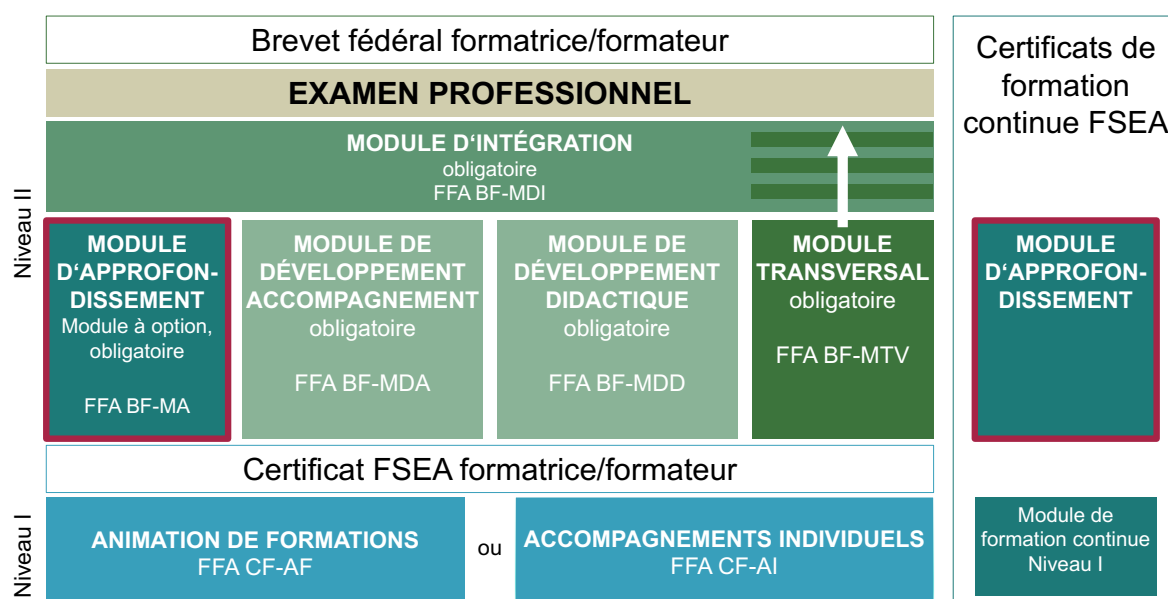 Brevet fédéral formatrice/formateur
EXAMEN PROFESSIONNEL
MODULE D‘INTÉGRATION
obligatoire
FFA BF-MDI
Niveau II
MODULE
D‘APPROFON-
DISSEMENT
Module à option,
obligatoire
FFA BF-MA
MODULE DE
DÉVELOPPEMENT
ACCOMPAGNEMENT
obligatoire
FFA BF-MDA
MODULE DE
DÉVELOPPEMENT
DIDACTIQUE
obligatoire
FFA BF-MDD
MODULE
TRANSVERSAL
obligatoire
FFA BF-MTV
Certificat FSEA formatrice/formateur
Niveau I
ANIMATION DE FORMATIONS
FFA CF-AF
ou
ACCOMPAGNEMENTS INDIVIDUELS
FFA CF-AI
Certificats de
formation
continue FSEA
MODULE
D‘APPROFON-
DISSEMENT
Module de
formation continue
Niveau I